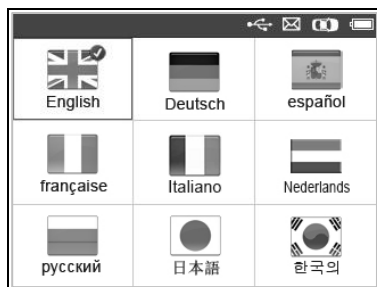 English
Deutsch
español
française
Italiano
Nederlands
русский
日本語
한국의